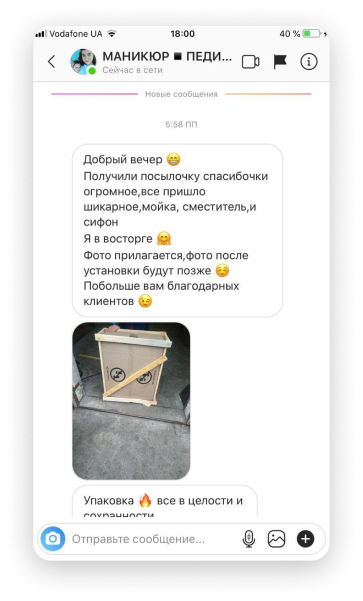 Vodafone UA 18:00 40 %
МАНИКЮР ◾ ПЕДИ...
Сейчас в сети
Новые сообщения
5:58 ПП
Добрый вечер 😁
Получили посылочку спасибочки
огромное,все пришло
шикарное,мойка, сместитель,и
сифон
Я в восторге 🤗
Фото прилагается,фото после
установки будут позже ☺️
Побольше вам благодарных
клиентов 😉
Упаковка 🔥 все в целости и
сохранности
Отправьте сообщение...